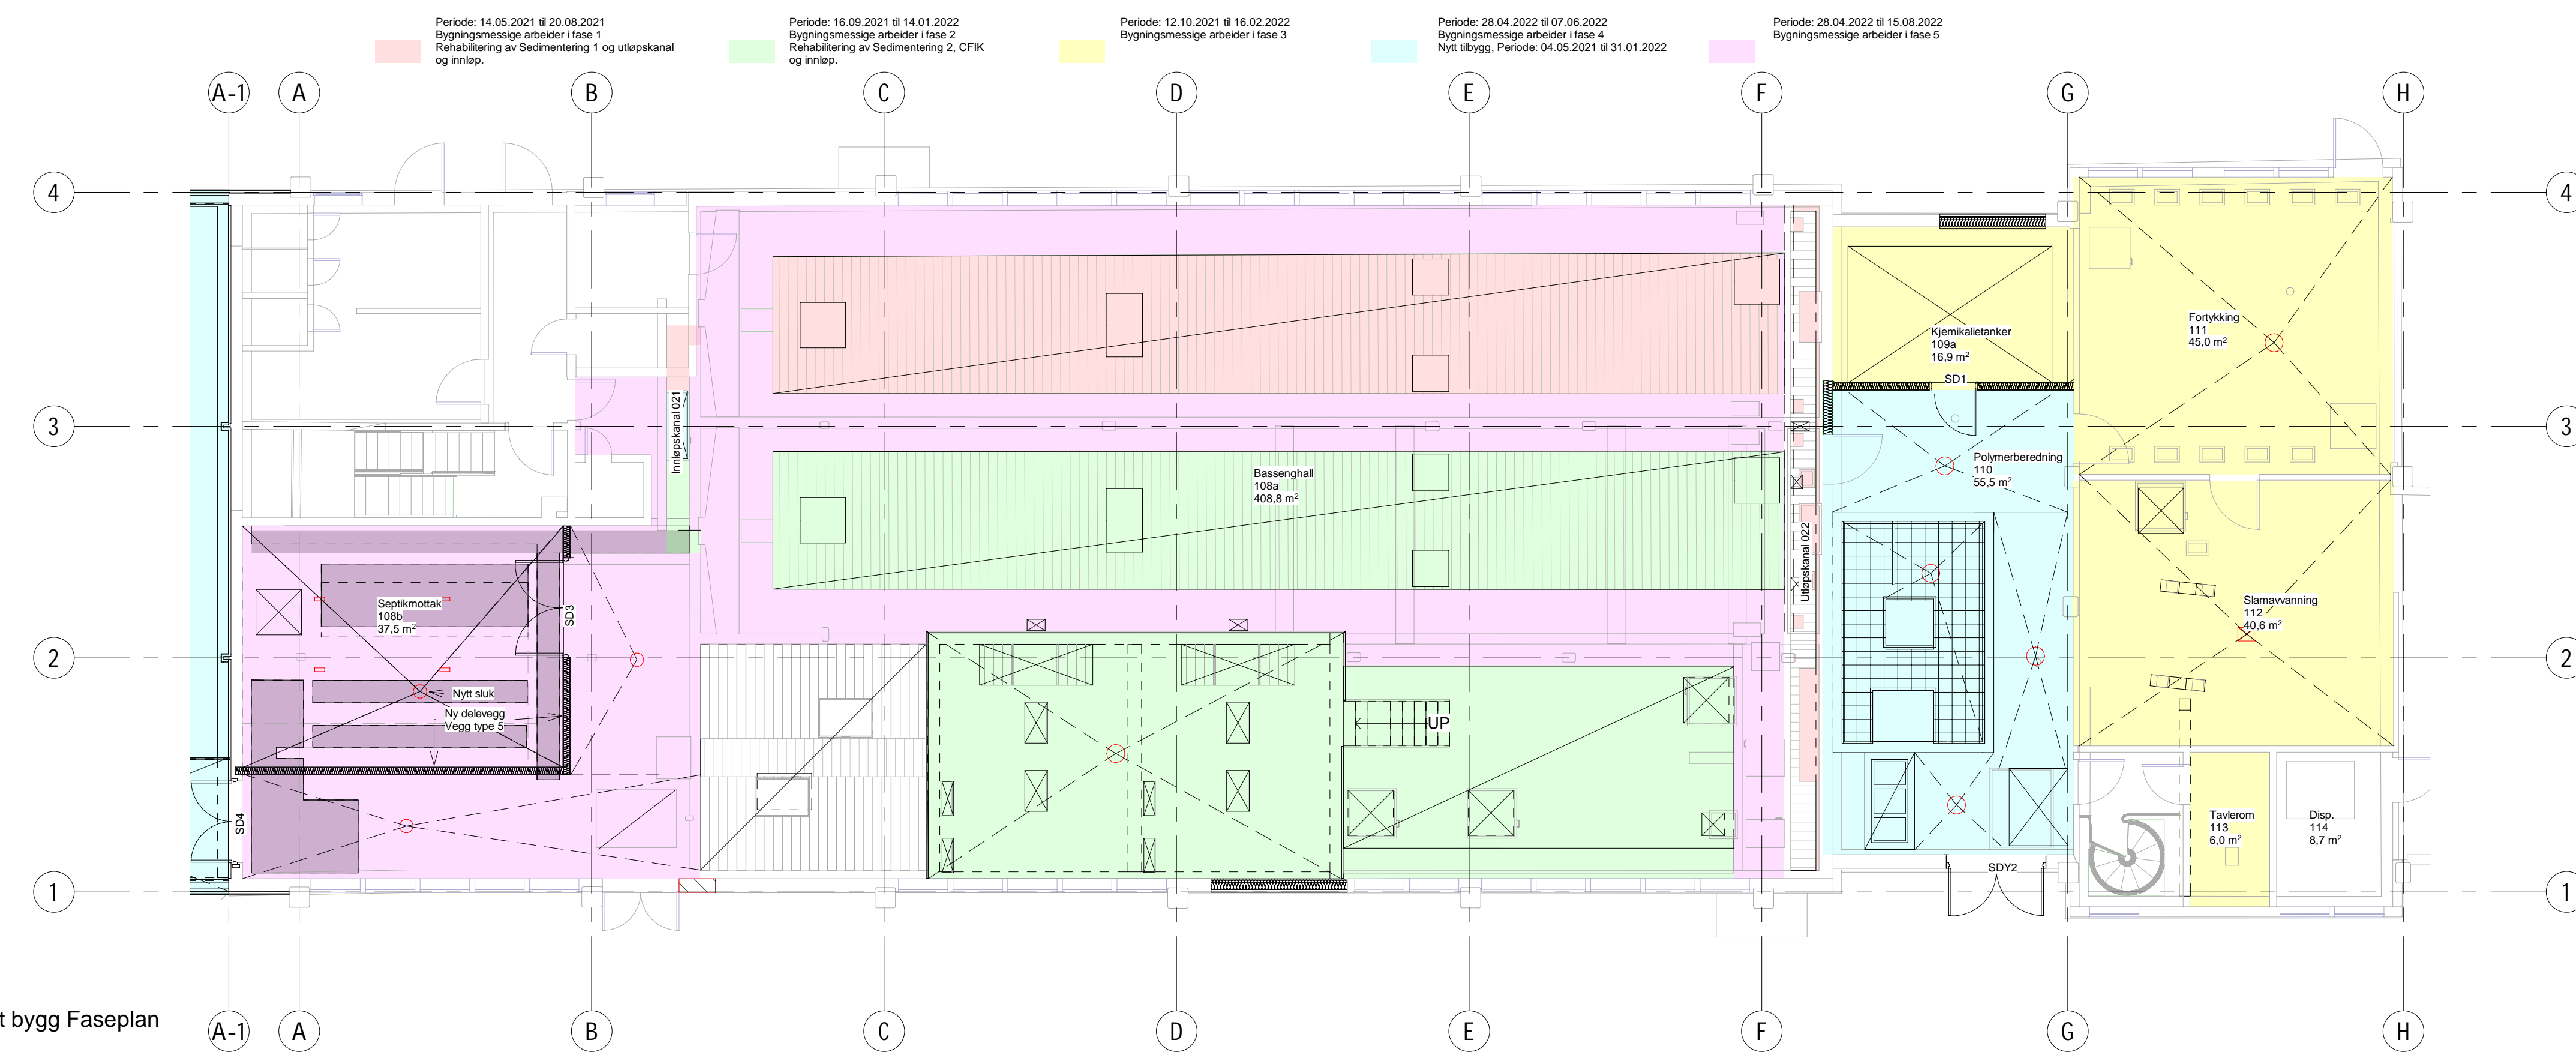 Periode: 14.05.2021 til 20.08.2021
Bygningsmessige arbeider i fase 1
Rehabilitering av Sedimentering 1 og utløpskanal
og innløp.
Periode: 16.09.2021 til 14.01.2022
Bygningsmessige arbeider i fase 2
Rehabilitering av Sedimentering 2, CFIK
og innløp.
Periode: 12.10.2021 til 16.02.2022
Bygningsmessige arbeider i fase 3
Periode: 28.04.2022 til 07.06.2022
Bygningsmessige arbeider i fase 4
Nytt tilbygg, Periode: 04.05.2021 til 31.01.2022
Periode: 28.04.2022 til 15.08.2022
Bygningsmessige arbeider i fase 5
A-1 A B C D E F G H
4 4
Fortykking
111
45,0 m²
Kjemikalietanker
109a
16,9 m²
SD1
Innløpskanal 021
3 3
Polymerberedning
110
55,5 m²
Bassenghall
108a
408,8 m²
Utløpskanal 022
Septikmottak
108b
37,5 m²
SD3
Slamavvanning
112
40,6 m²
2 2
Nytt sluk
Ny delevegg
Vegg type 5
UP
SD4
Tavlerom
113
6,0 m²
Disp.
114
8,7 m²
SDY2
1 1
t bygg Faseplan
A-1 A B C D E F G H